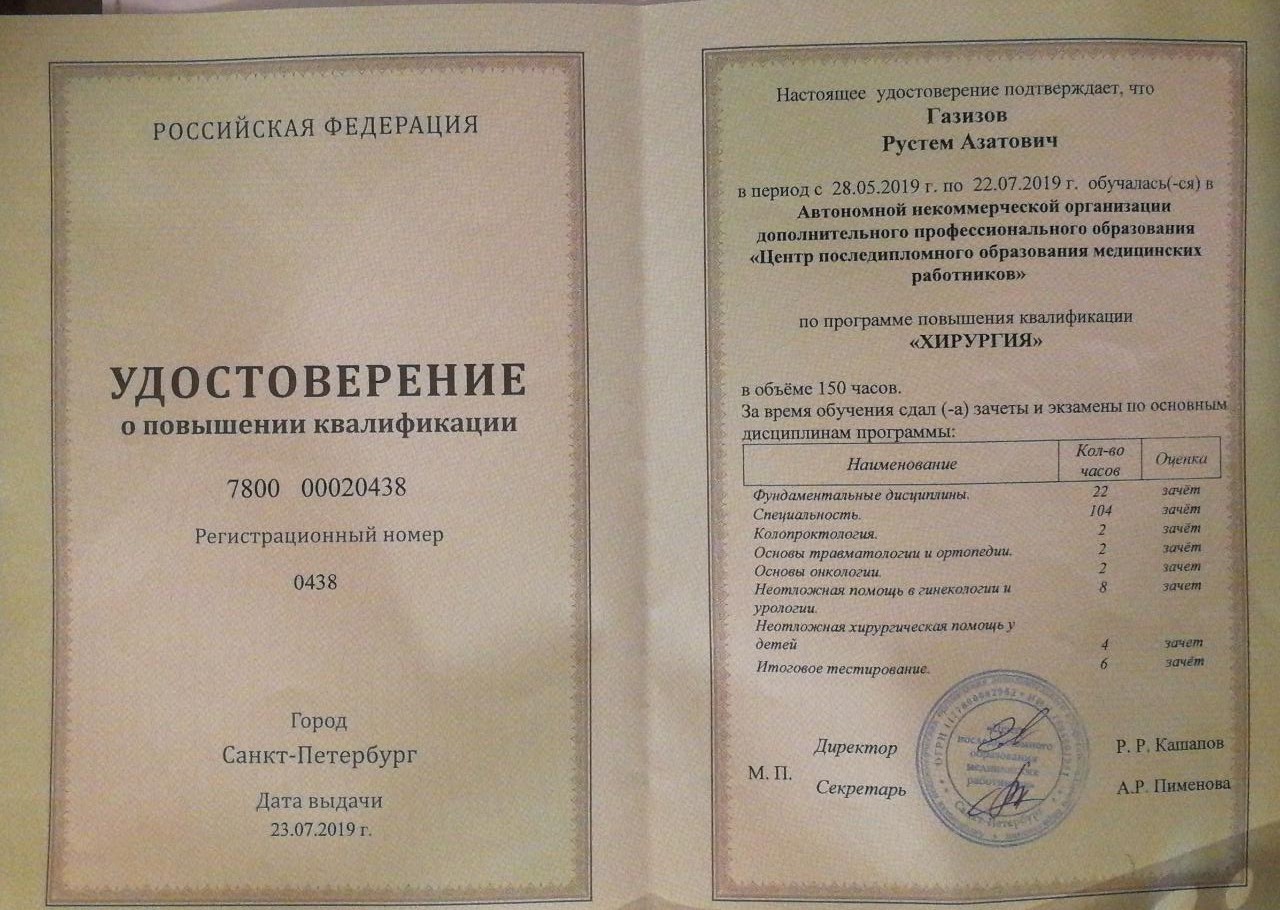 РОССИЙСКАЯ ФЕДЕРАЦИЯ
УДОСТОВЕРЕНИЕ
о повышении квалификации
7800 00020438
Регистрационный номер
0438
Город
Санкт-Петербург
Дата выдачи
23.07.2019 г.
Настоящее удостоверение подтверждает, что
Газизов
Рустем Азатович
в период с 28.05.2019 г. по 22.07.2019 г. обучалась(-ся) в
Автономной некоммерческой организации
дополнительного профессионального образования
«Центр последипломного образования медицинских
работников»
по программе повышения квалификации
«ХИРУРГИЯ»
в объёме 150 часов.
За время обучения сдал (-а) зачеты и экзамены по основным
дисциплинам программы:
Наименование Кол-во часов Оценка
Фундаментальные дисциплины. 22 зачёт
Специальность. 104 зачёт
Колопроктология. 2 зачёт
Основы травматологии и ортопедии. 2 зачёт
Основы онкологии. 2 зачёт
Неотложная помощь в гинекологии и 8 зачет
урологии.
Неотложная хирургическая помощь у
детей 4 зачет
Итоговое тестирование. 6 зачёт
Директор Р. Р. Кашапов
М. П.
Секретарь А.Р. Пименова
последипломного
образования
медицинских
работников
Санкт-Петербург